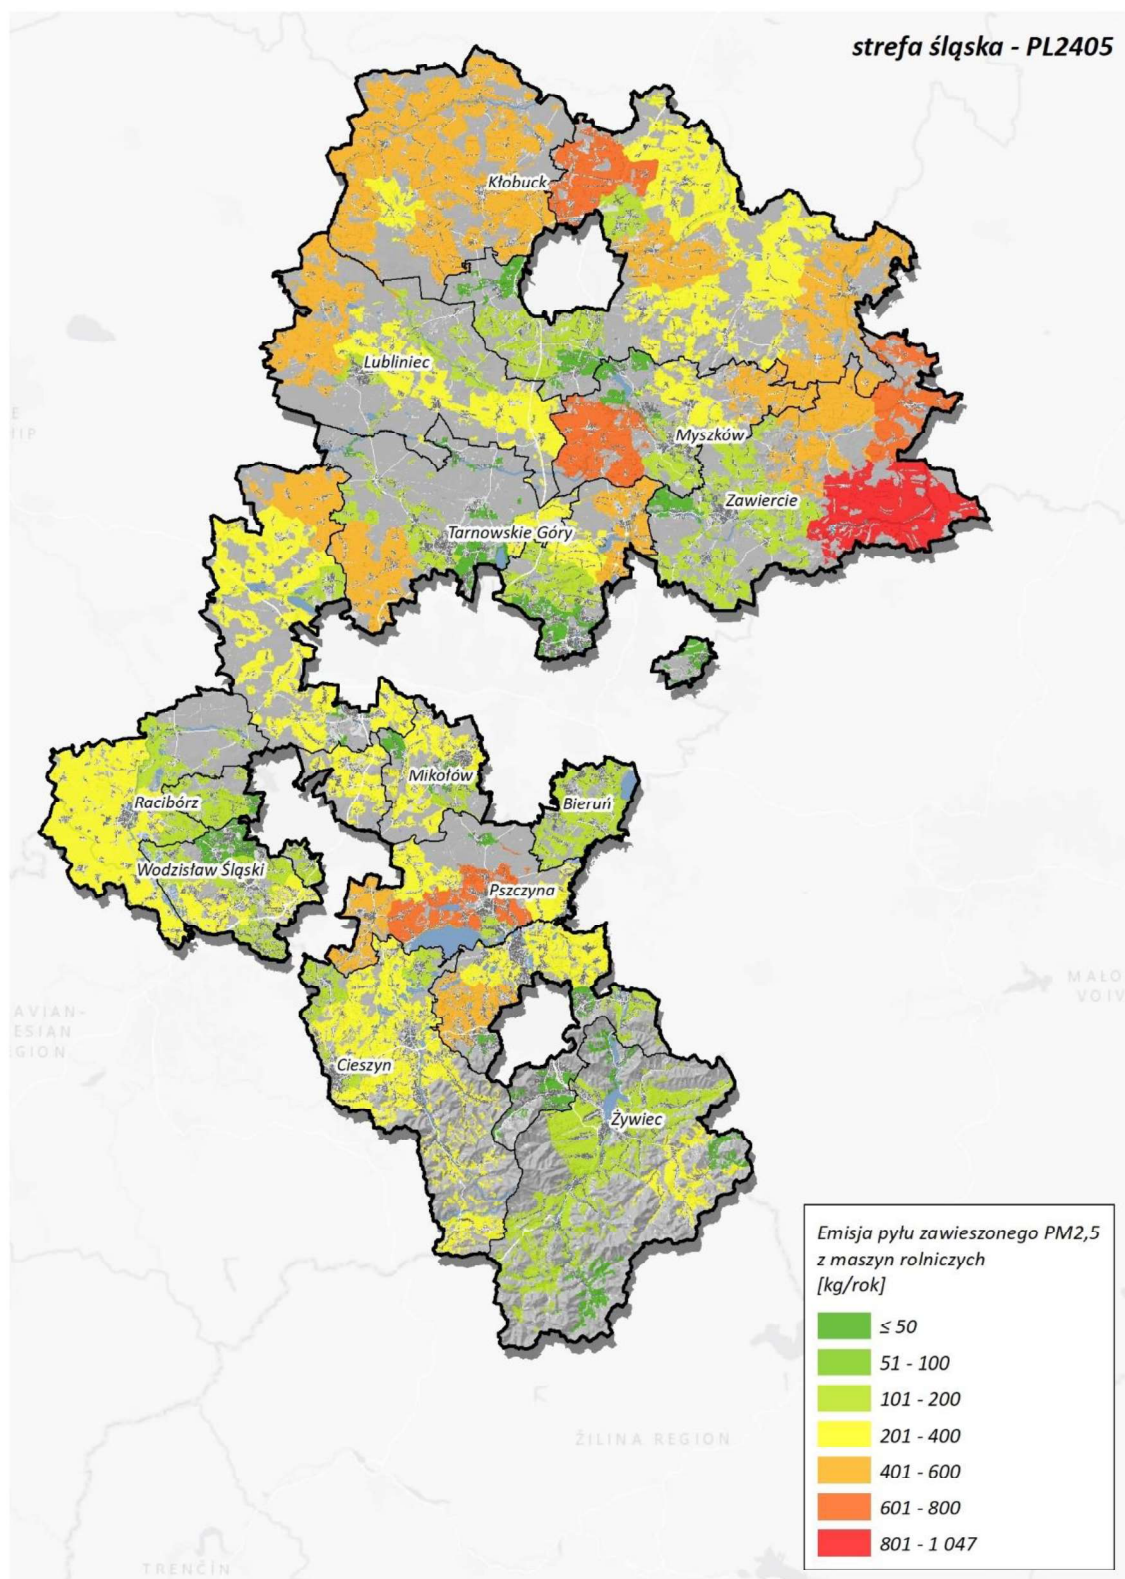 strefa śląska - PL2405
Kłobuck
Lubliniec
Myszków
Zawiercie
Tarnowskie Góry
Mikołów
Bieruń
Racibórz
Wodzisław Śląski
Pszczyna
Cieszyn
Żywiec
ŽILINA REGION
TRENČÍN
Emisja pyłu zawieszonego PM2,5
z maszyn rolniczych
[kg/rok]
≤ 50
51 - 100
101 - 200
201 - 400
401 - 600
601 - 800
801 - 1 047